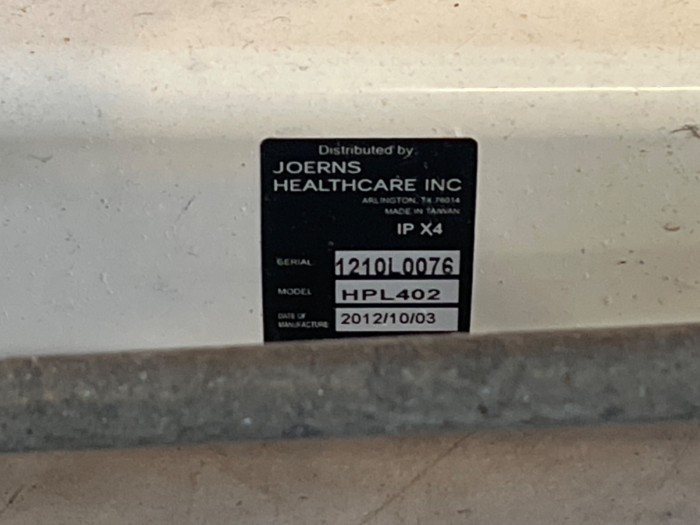 Distributed by:
JOERNS
HEALTHCARE INC
ARLINGTON, TX 76014
MADE IN TAIWAN
IP X4
SERIAL 1210L0076
MODEL HPL402
DATE OF
MANUFACTURE 2012/10/03